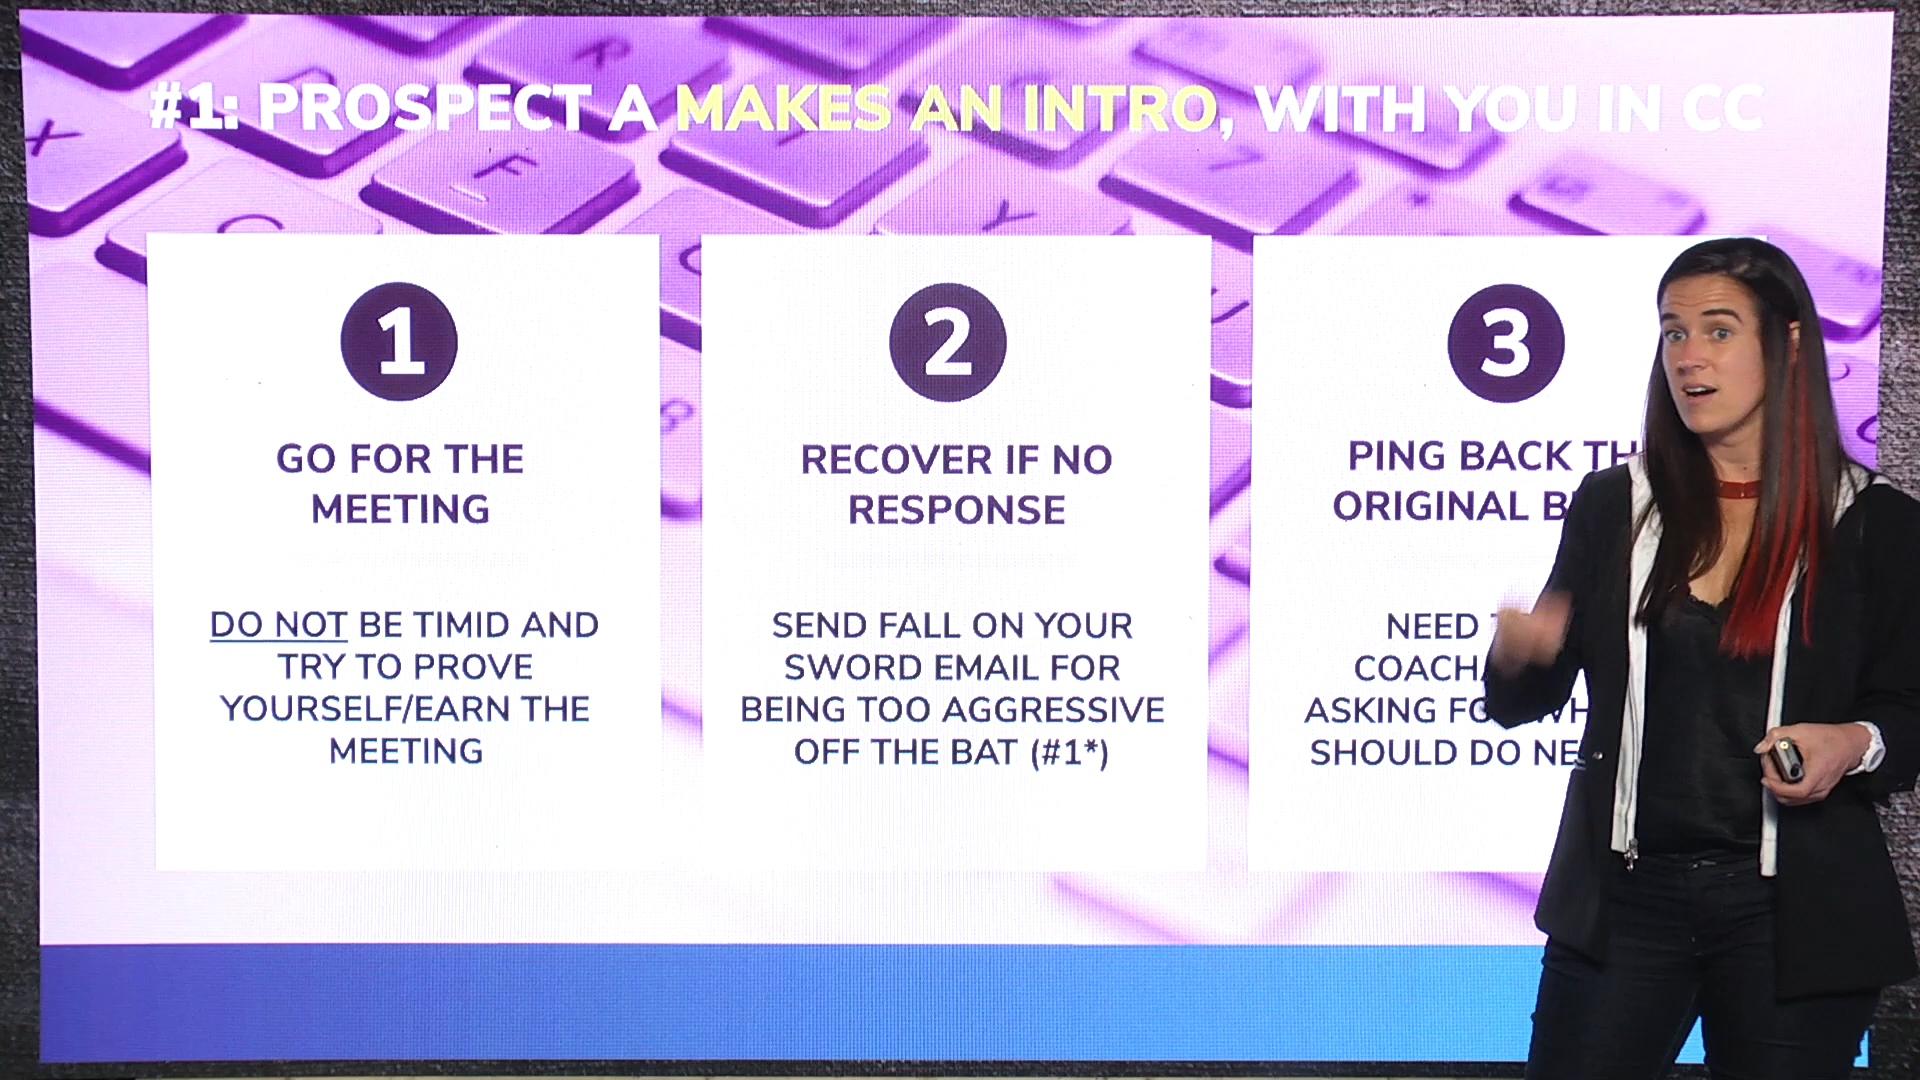 #1: PROSPECT A MAKES AN INTRO, WITH YOU IN CC
1
GO FOR THE
MEETING
DO NOT BE TIMID AND
TRY TO PROVE
YOURSELF/EARN THE
MEETING
2
RECOVER IF NO
RESPONSE
SEND FALL ON YOUR
SWORD EMAIL FOR
BEING TOO AGGRESSIVE
OFF THE BAT (#1*)
3
PING BACK
ORIGINAL
NEED
ASKING
SHOULD DO